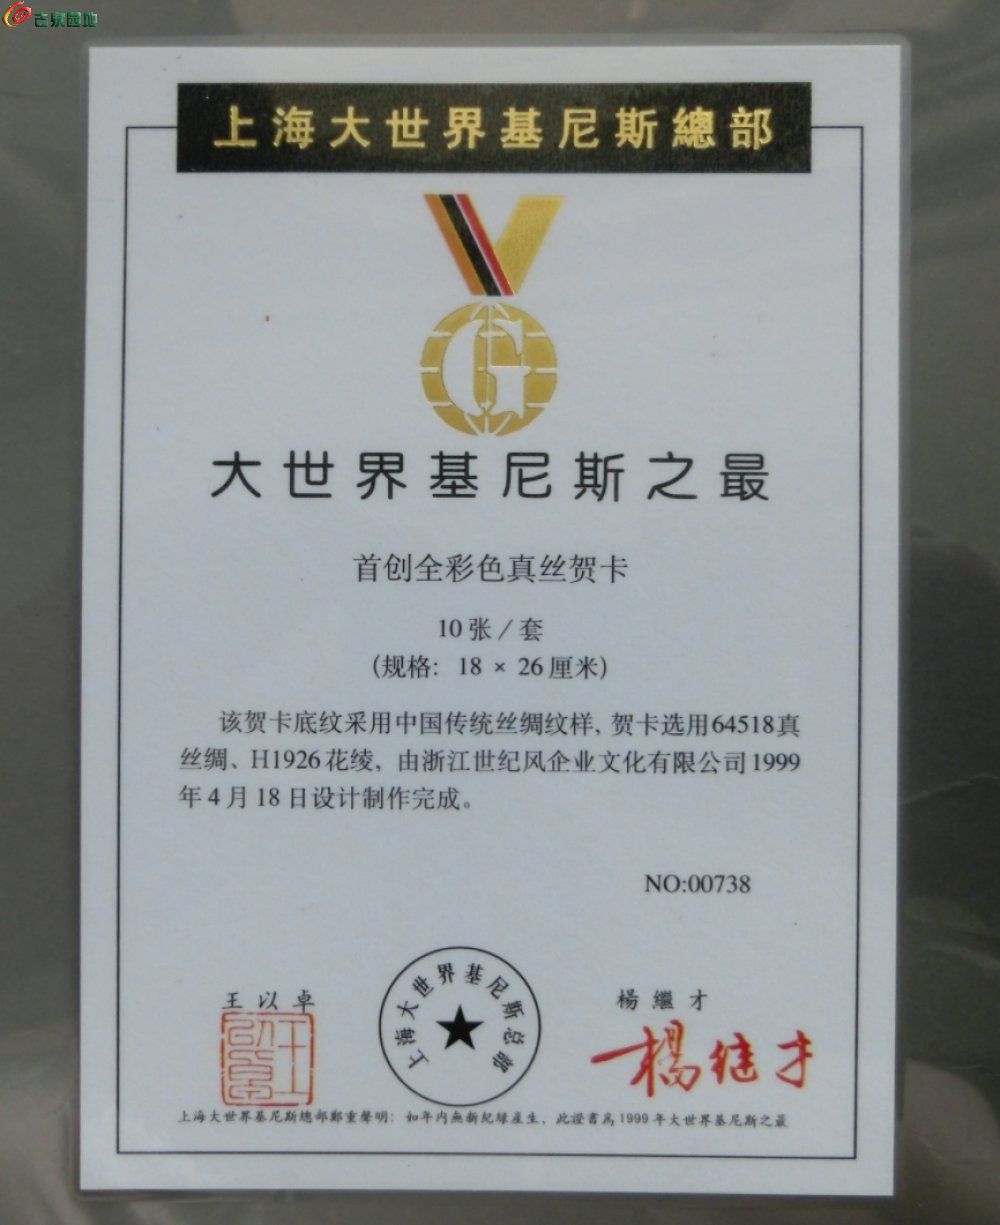 古泉园地
上海大世界基尼斯總部
G
大世界基尼斯之最
首创全彩色真丝贺卡
10 张 / 套
(规格: 18 × 26 厘米)
该贺卡底纹采用中国传统丝绸纹样, 贺卡选用64518真
丝绸、H1926花绫, 由浙江世纪风企业文化有限公司1999
年4月18日设计制作完成。
NO:00738
上海大世界基尼斯总部
王以卓
楊繼才
楊继才
上海大世界基尼斯總部鄭重聲明: 如年內無新紀録産生, 此證書爲1999年大世界基尼斯之最